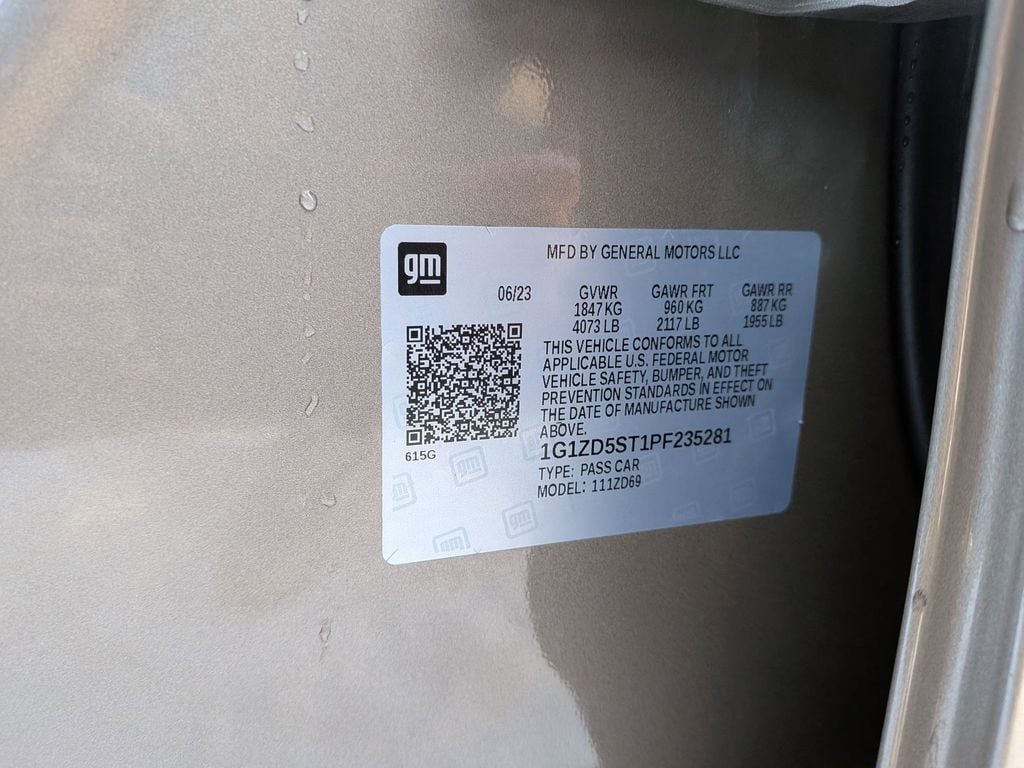 gm
MFD BY GENERAL MOTORS LLC
06/23 GVWR GAWR FRT GAWR RR
1847 KG 960 KG 887 KG
4073 LB 2117 LB 1955 LB
THIS VEHICLE CONFORMS TO ALL
APPLICABLE U.S. FEDERAL MOTOR
VEHICLE SAFETY, BUMPER, AND THEFT
PREVENTION STANDARDS IN EFFECT ON
THE DATE OF MANUFACTURE SHOWN
ABOVE.
615G
1G1ZD5ST1PF235281
TYPE: PASS CAR
MODEL: 111ZD69